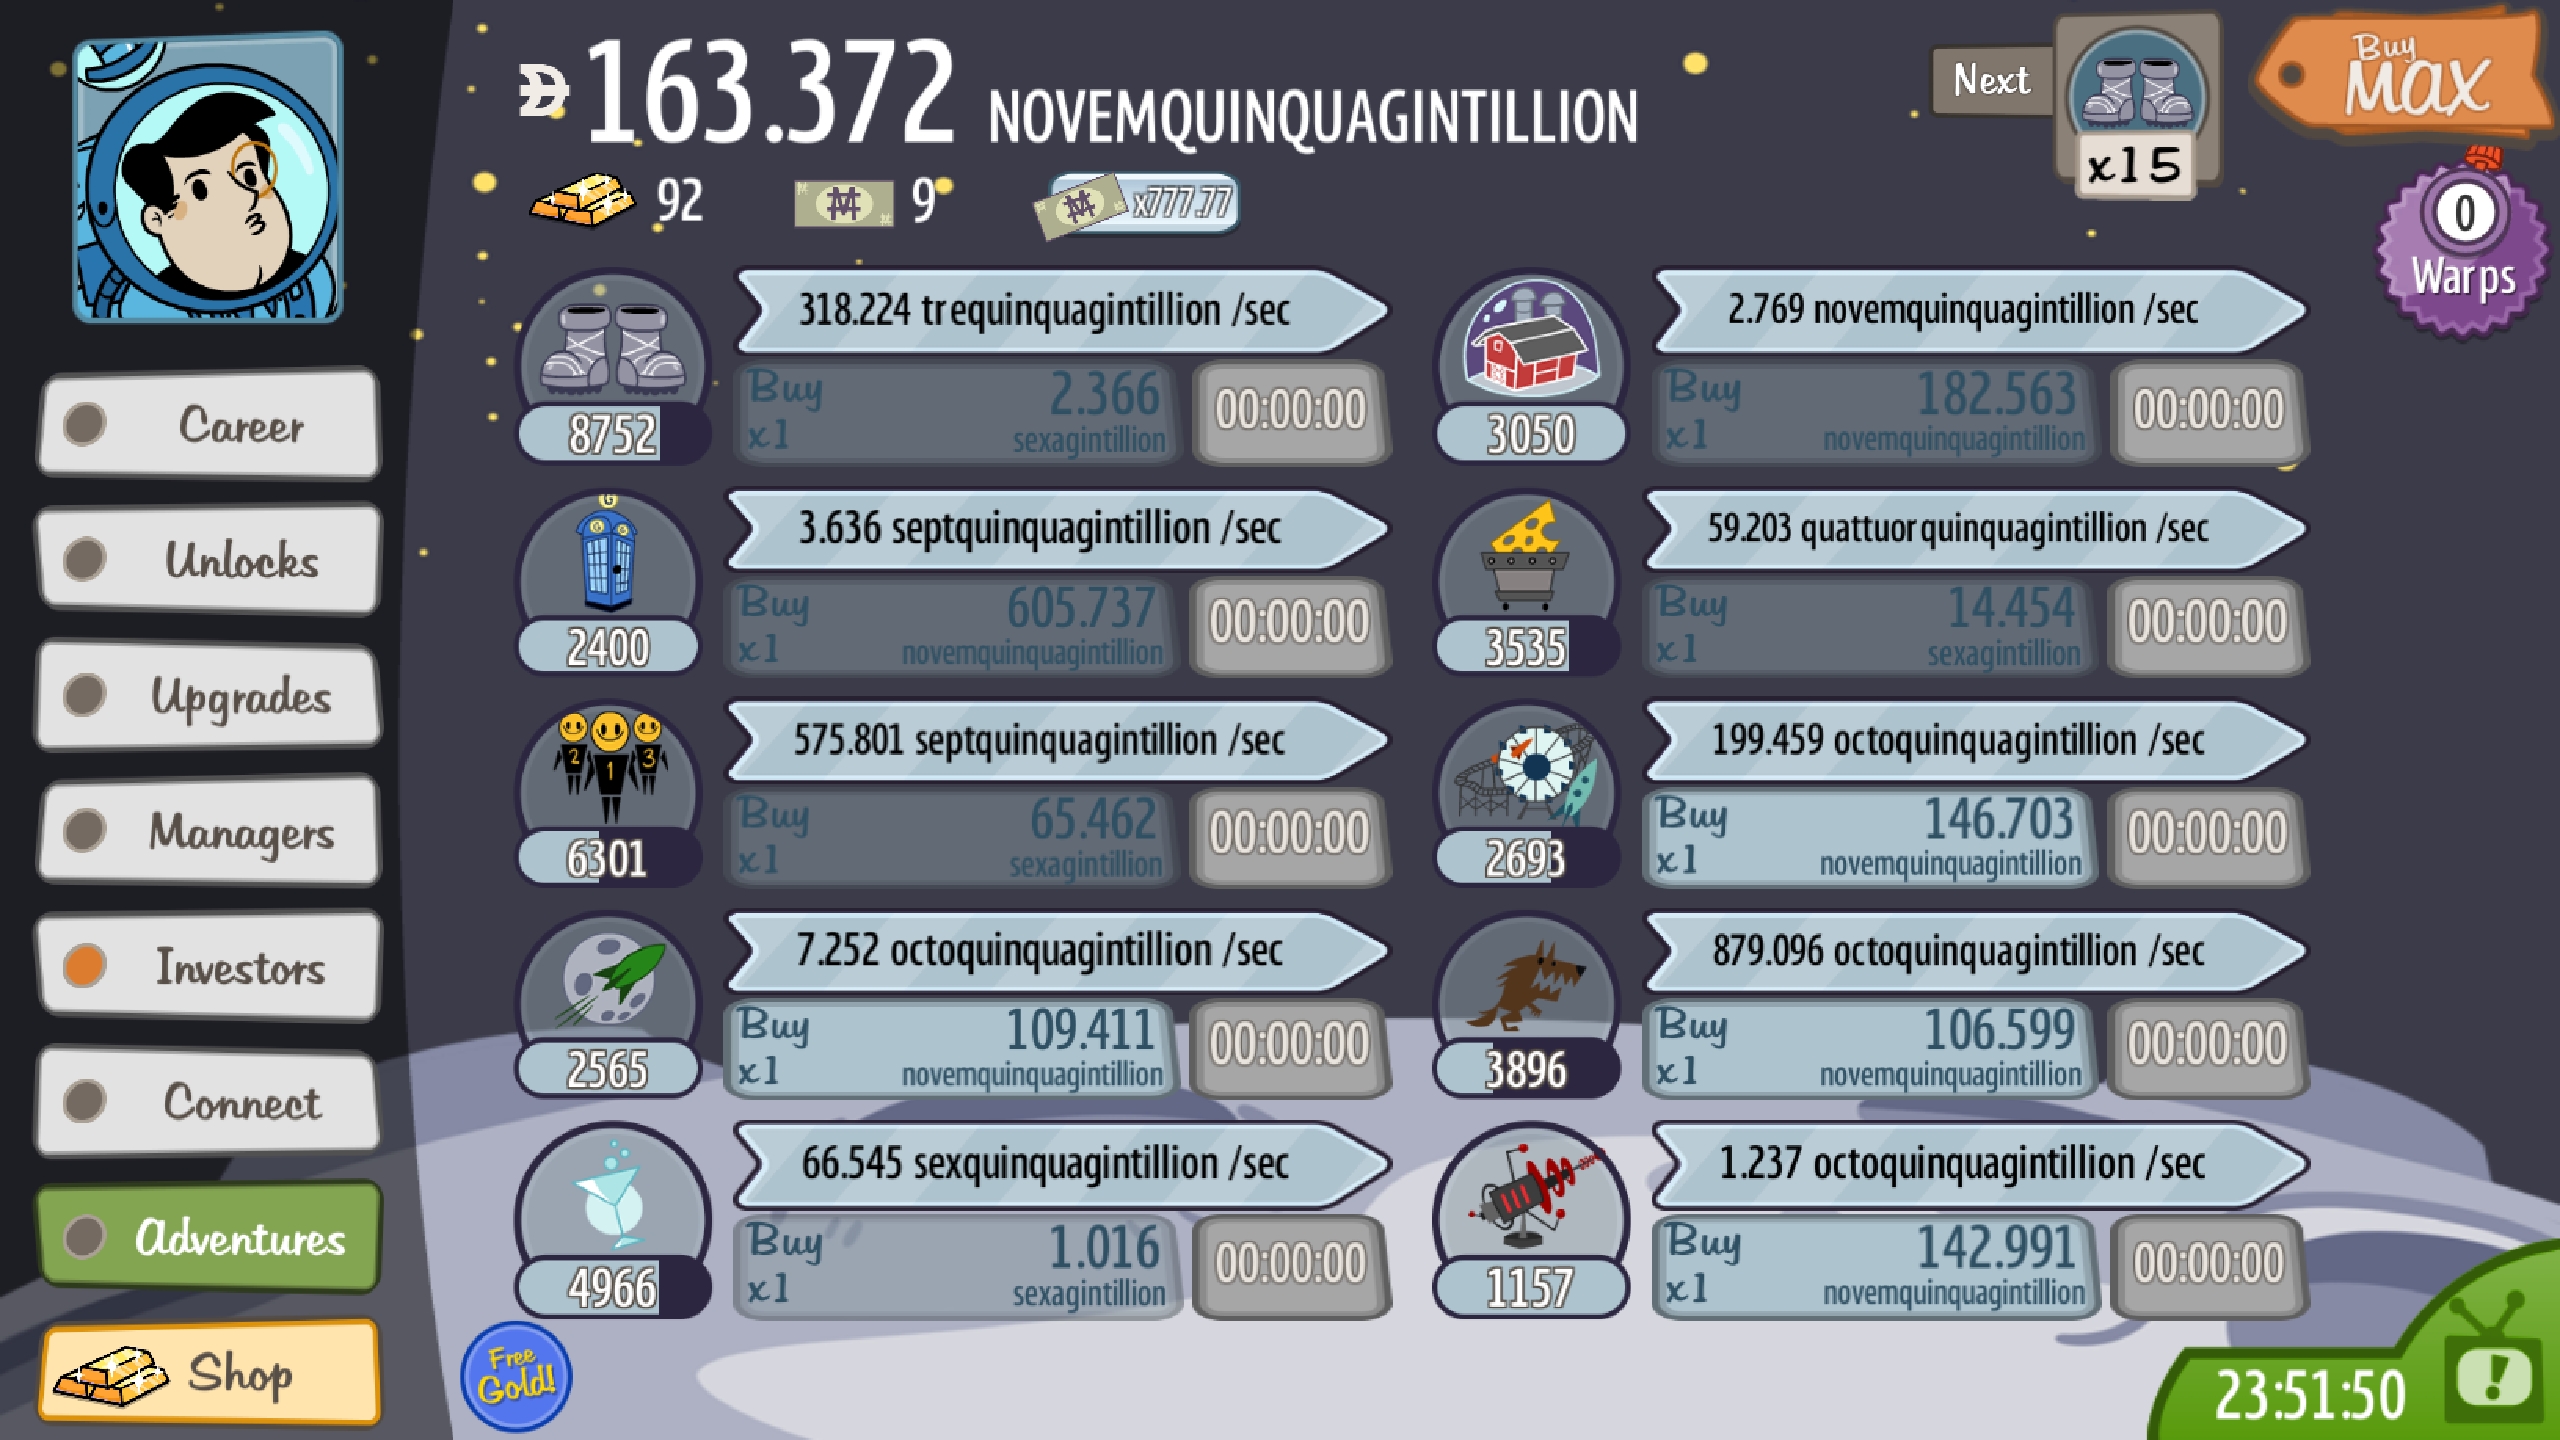 163.372 NOVEMQUINQUAGINTILLION
Next
x15
Buy
MAX
92
9
x777.77
0
Warps
Career
Unlocks
Upgrades
Managers
Investors
Connect
Adventures
Shop
318.224 trequinquagintillion /sec
8752
Buy
x1
2.366
sexagintillion
00:00:00
2.769 novemquinquagintillion /sec
3050
Buy
x1
182.563
novemquinquagintillion
00:00:00
G
G G
3.636 septquinquagintillion /sec
2400
Buy
x1
605.737
novemquinquagintillion
00:00:00
59.203 quattuorquinquagintillion /sec
3535
Buy
x1
14.454
sexagintillion
00:00:00
2 1 3
575.801 septquinquagintillion /sec
6301
Buy
x1
65.462
sexagintillion
00:00:00
199.459 octoquinquagintillion /sec
2693
Buy
x1
146.703
novemquinquagintillion
00:00:00
7.252 octoquinquagintillion /sec
2565
Buy
x1
109.411
novemquinquagintillion
00:00:00
879.096 octoquinquagintillion /sec
3896
Buy
x1
106.599
novemquinquagintillion
00:00:00
66.545 sexquinquagintillion /sec
4966
Buy
x1
1.016
sexagintillion
00:00:00
1.237 octoquinquagintillion /sec
1157
Buy
x1
142.991
novemquinquagintillion
00:00:00
Free
Gold!
23:51:50
!